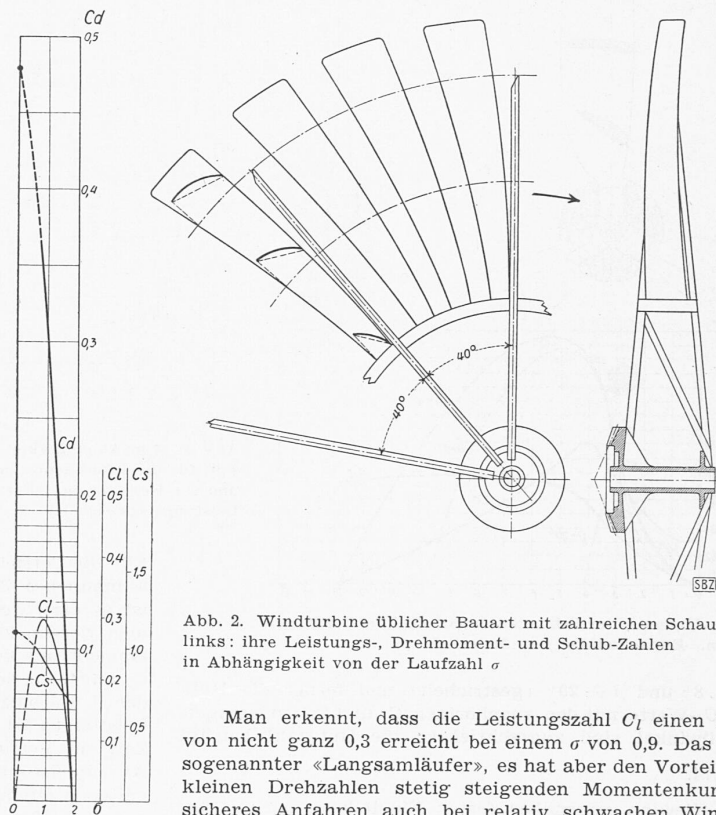 Cd
0,5
0,4
0,3
Cd
Cl Cs
0,2 0,5
0,4
1,5
Cl
0,3
0,1
1,0
Cs
0,2
0,1
0,5
0 1 2 σ
40°
40°
SBZ
Abb. 2. Windturbine üblicher Bauart mit zahlreichen Schau
links: ihre Leistungs-, Drehmoment- und Schub-Zahlen
in Abhängigkeit von der Laufzahl σ
Man erkennt, dass die Leistungszahl Cl einen
von nicht ganz 0,3 erreicht bei einem σ von 0,9. Das
sogenannter «Langsamläufer», es hat aber den Vortei
kleinen Drehzahlen stetig steigenden Momentenkur
sicheres Anfahren auch bei relativ schwachen Win